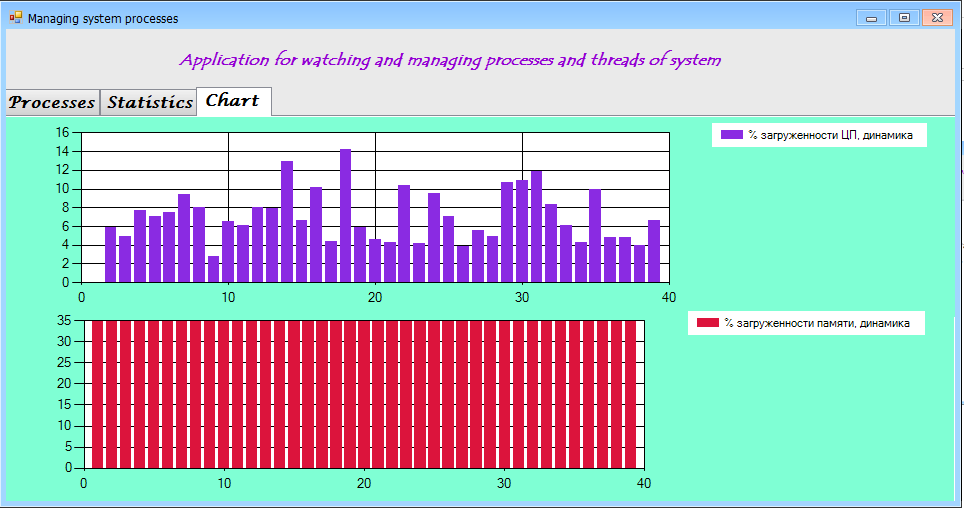 Managing system processes
Application for watching and managing processes and threads of system
Processes Statistics Chart
16
14
12
10
8
6
4
2
0
0 10 20 30 40
% загруженности ЦП, динамика
35
30
25
20
15
10
5
0
0 10 20 30 40
% загруженности памяти, динамика